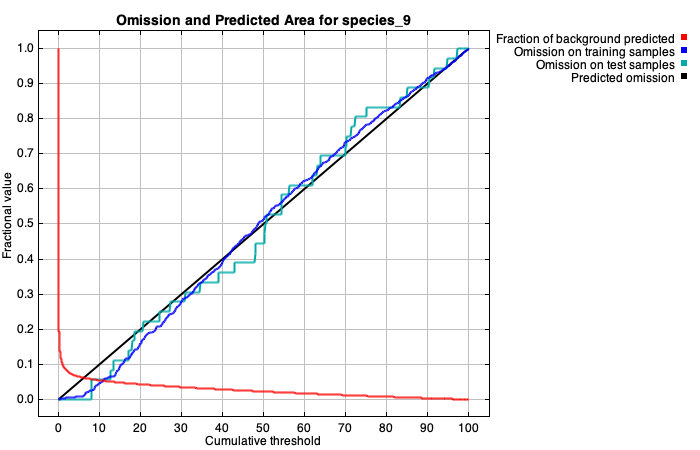 Omission and Predicted Area for species_9
Fraction of background predicted
Omission on training samples
Omission on test samples
Predicted omission
Fractional value
1.0
0.9
0.8
0.7
0.6
0.5
0.4
0.3
0.2
0.1
0.0
0 10 20 30 40 50 60 70 80 90 100
Cumulative threshold